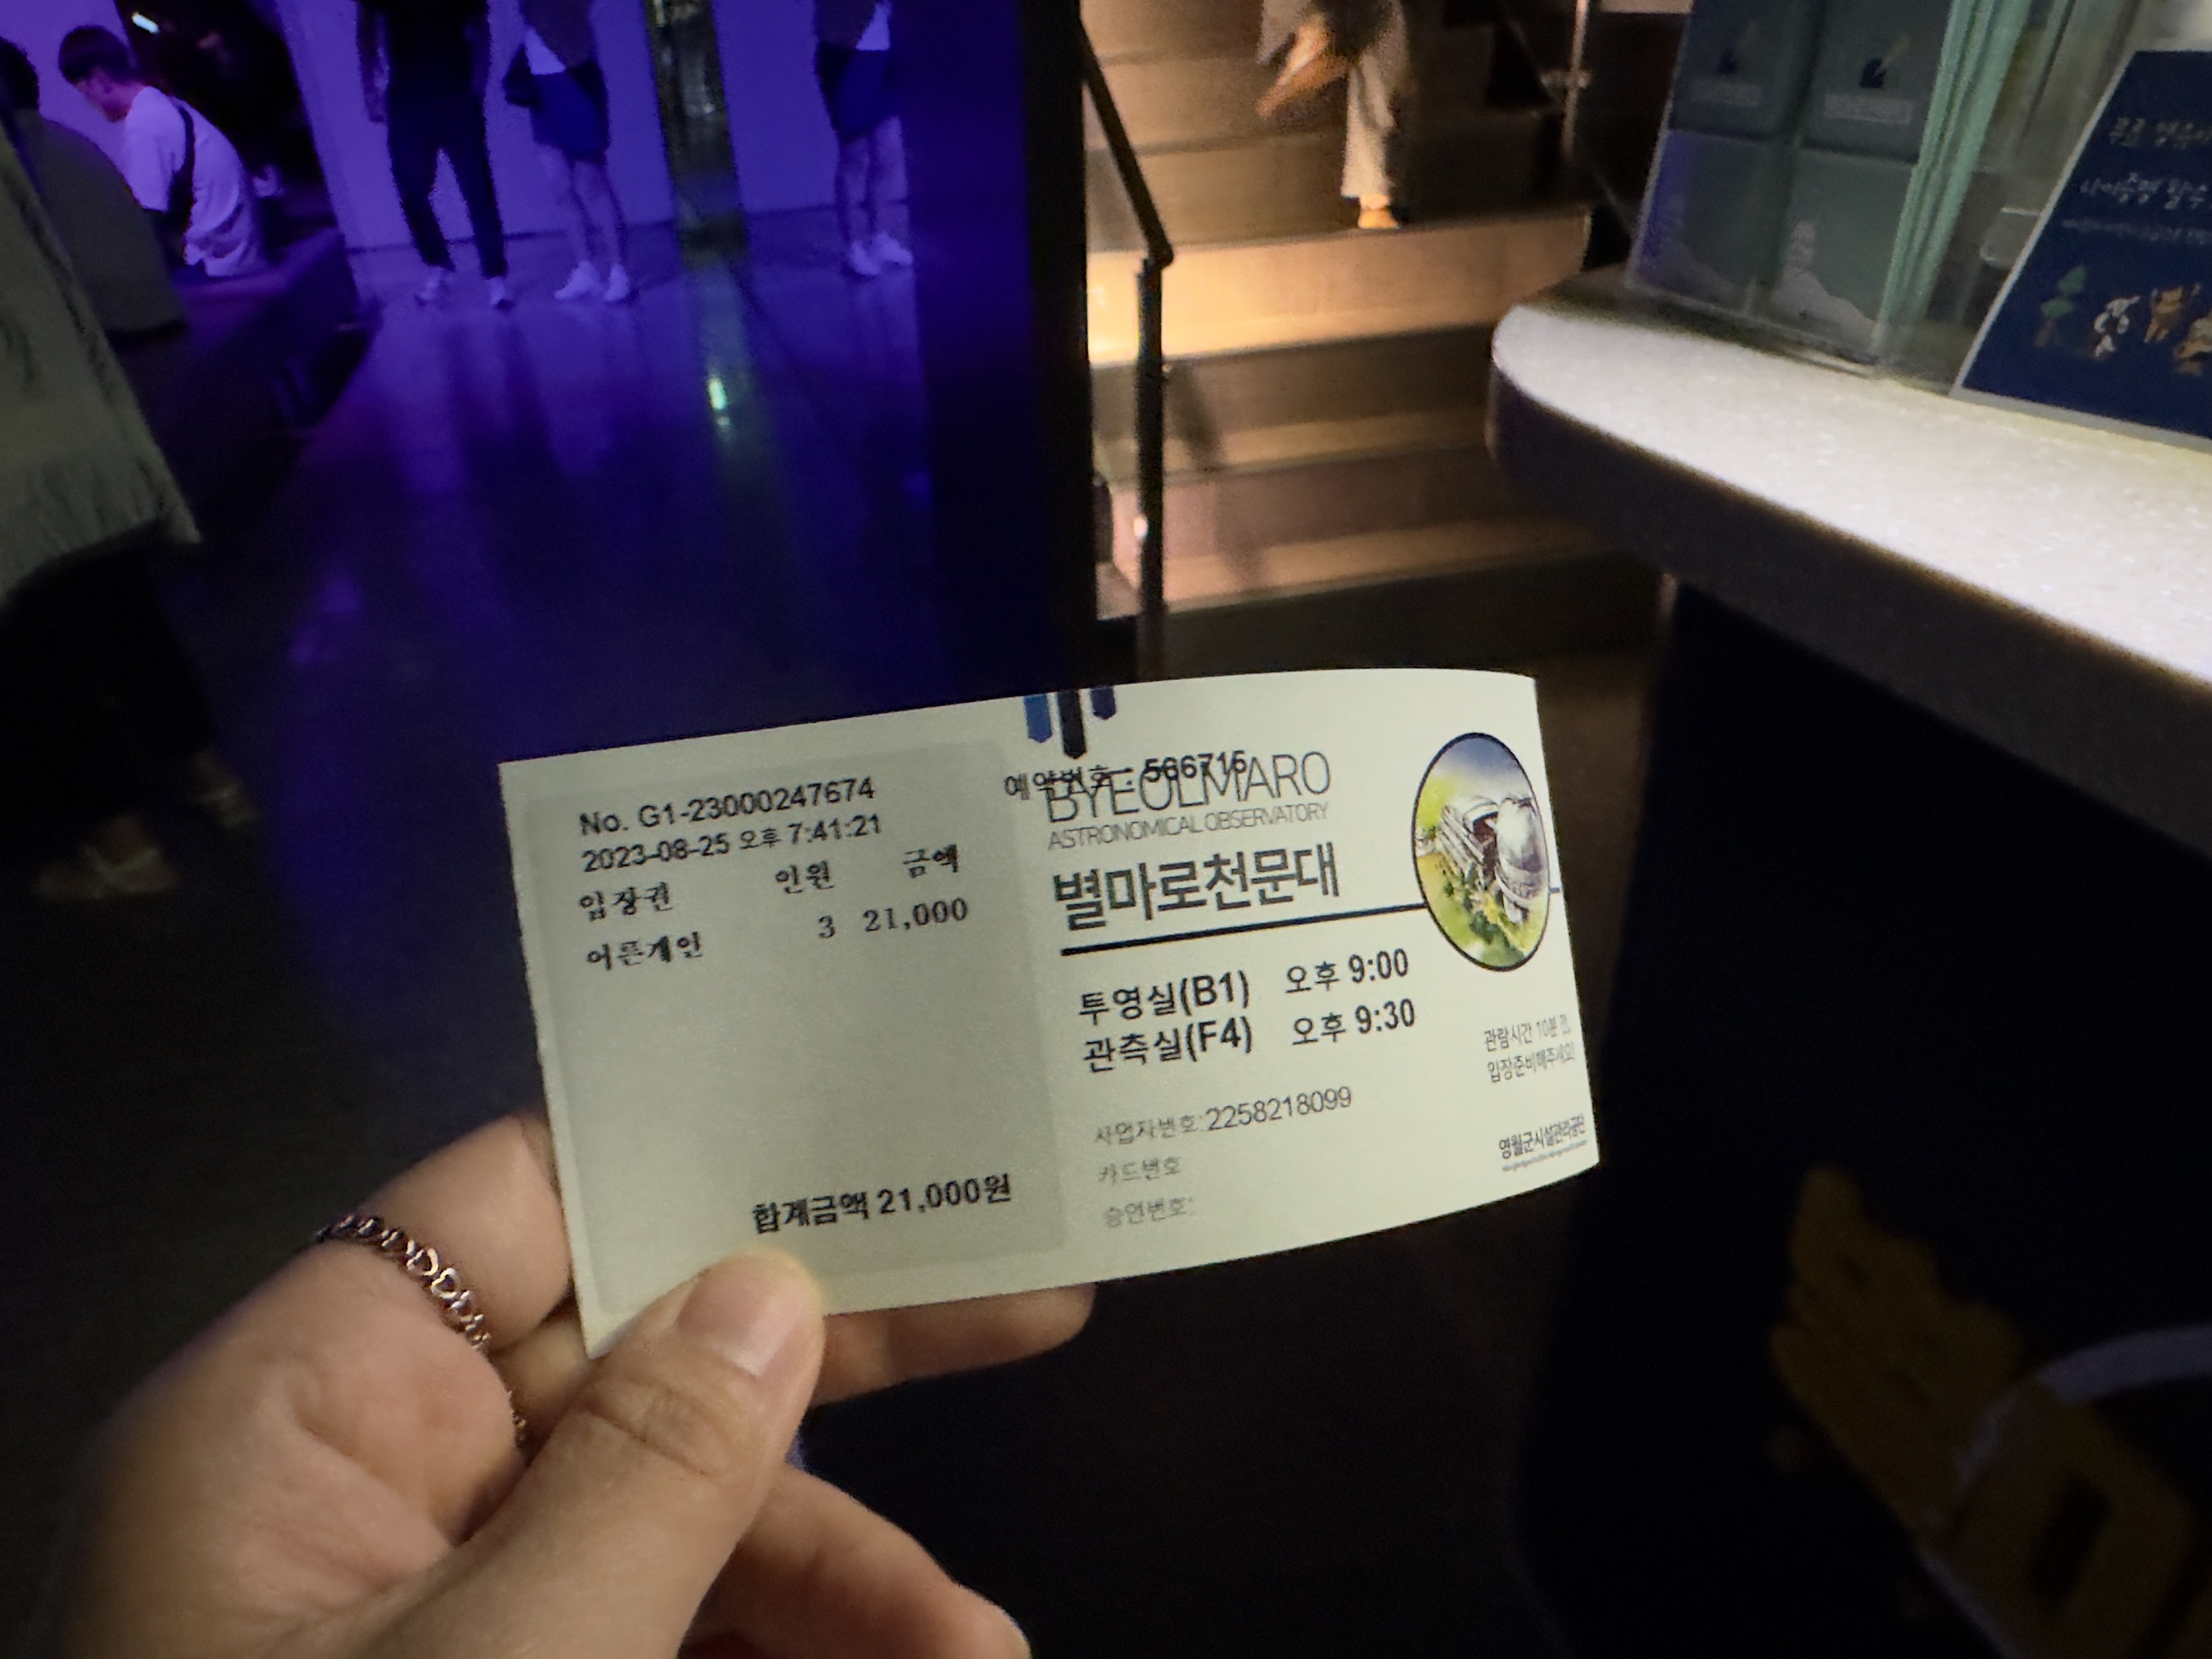 No. G1-23000247674
2023-08-25 오후 7:41:21
입장권 인원 금액
어른개인 3 21,000
합계금액 21,000원
예약번호 : 566716
BYEOLMARO
ASTRONOMICAL OBSERVATORY
별마로천문대
투영실(B1) 오후 9:00
관측실(F4) 오후 9:30
사업자번호:2258218099
카드번호
승인번호:
관람시간 10분 전,
입장준비해주세요!
영월군시설관리공단